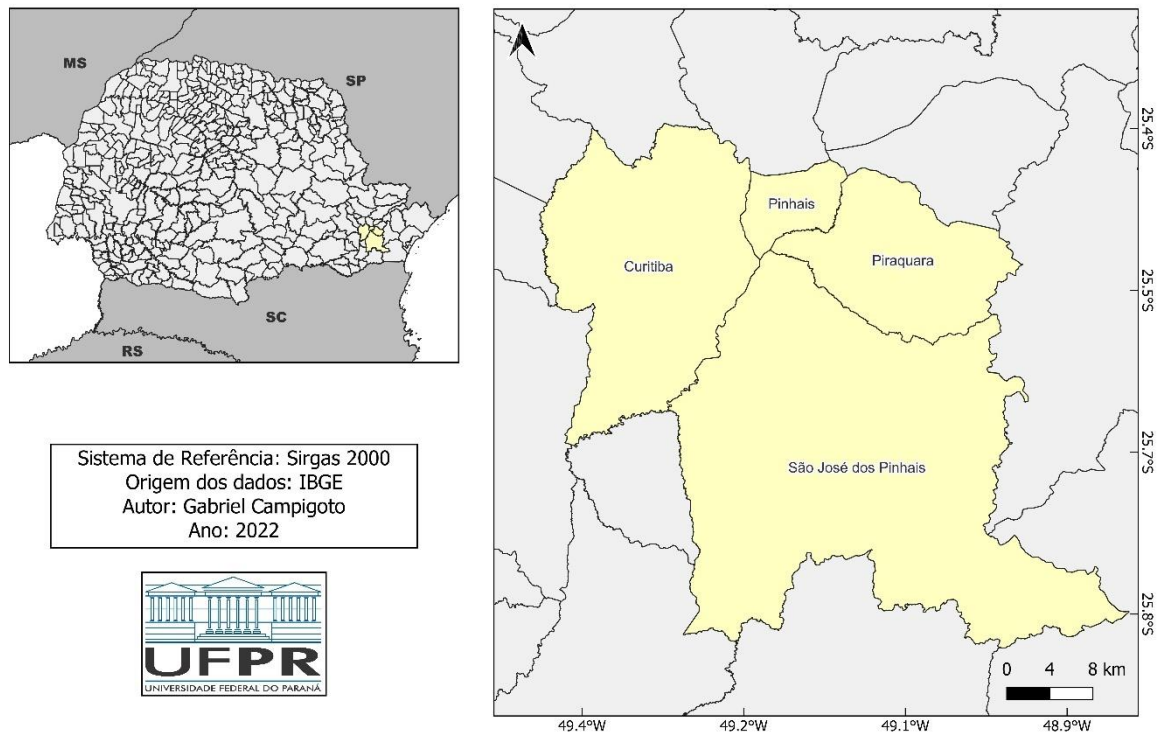 MS
SP
SC
RS
Sistema de Referência: Sirgas 2000
Origem dos dados: IBGE
Autor: Gabriel Campigoto
Ano: 2022
UFPR
UNIVERSIDADE FEDERAL DO PARANÁ
Pinhais
Curitiba
Piraquara
São José dos Pinhais
25.4°S
25.5°S
25.7°S
25.8°S
0 4 8 km
49.4°W 49.2°W 49.1°W 48.9°W